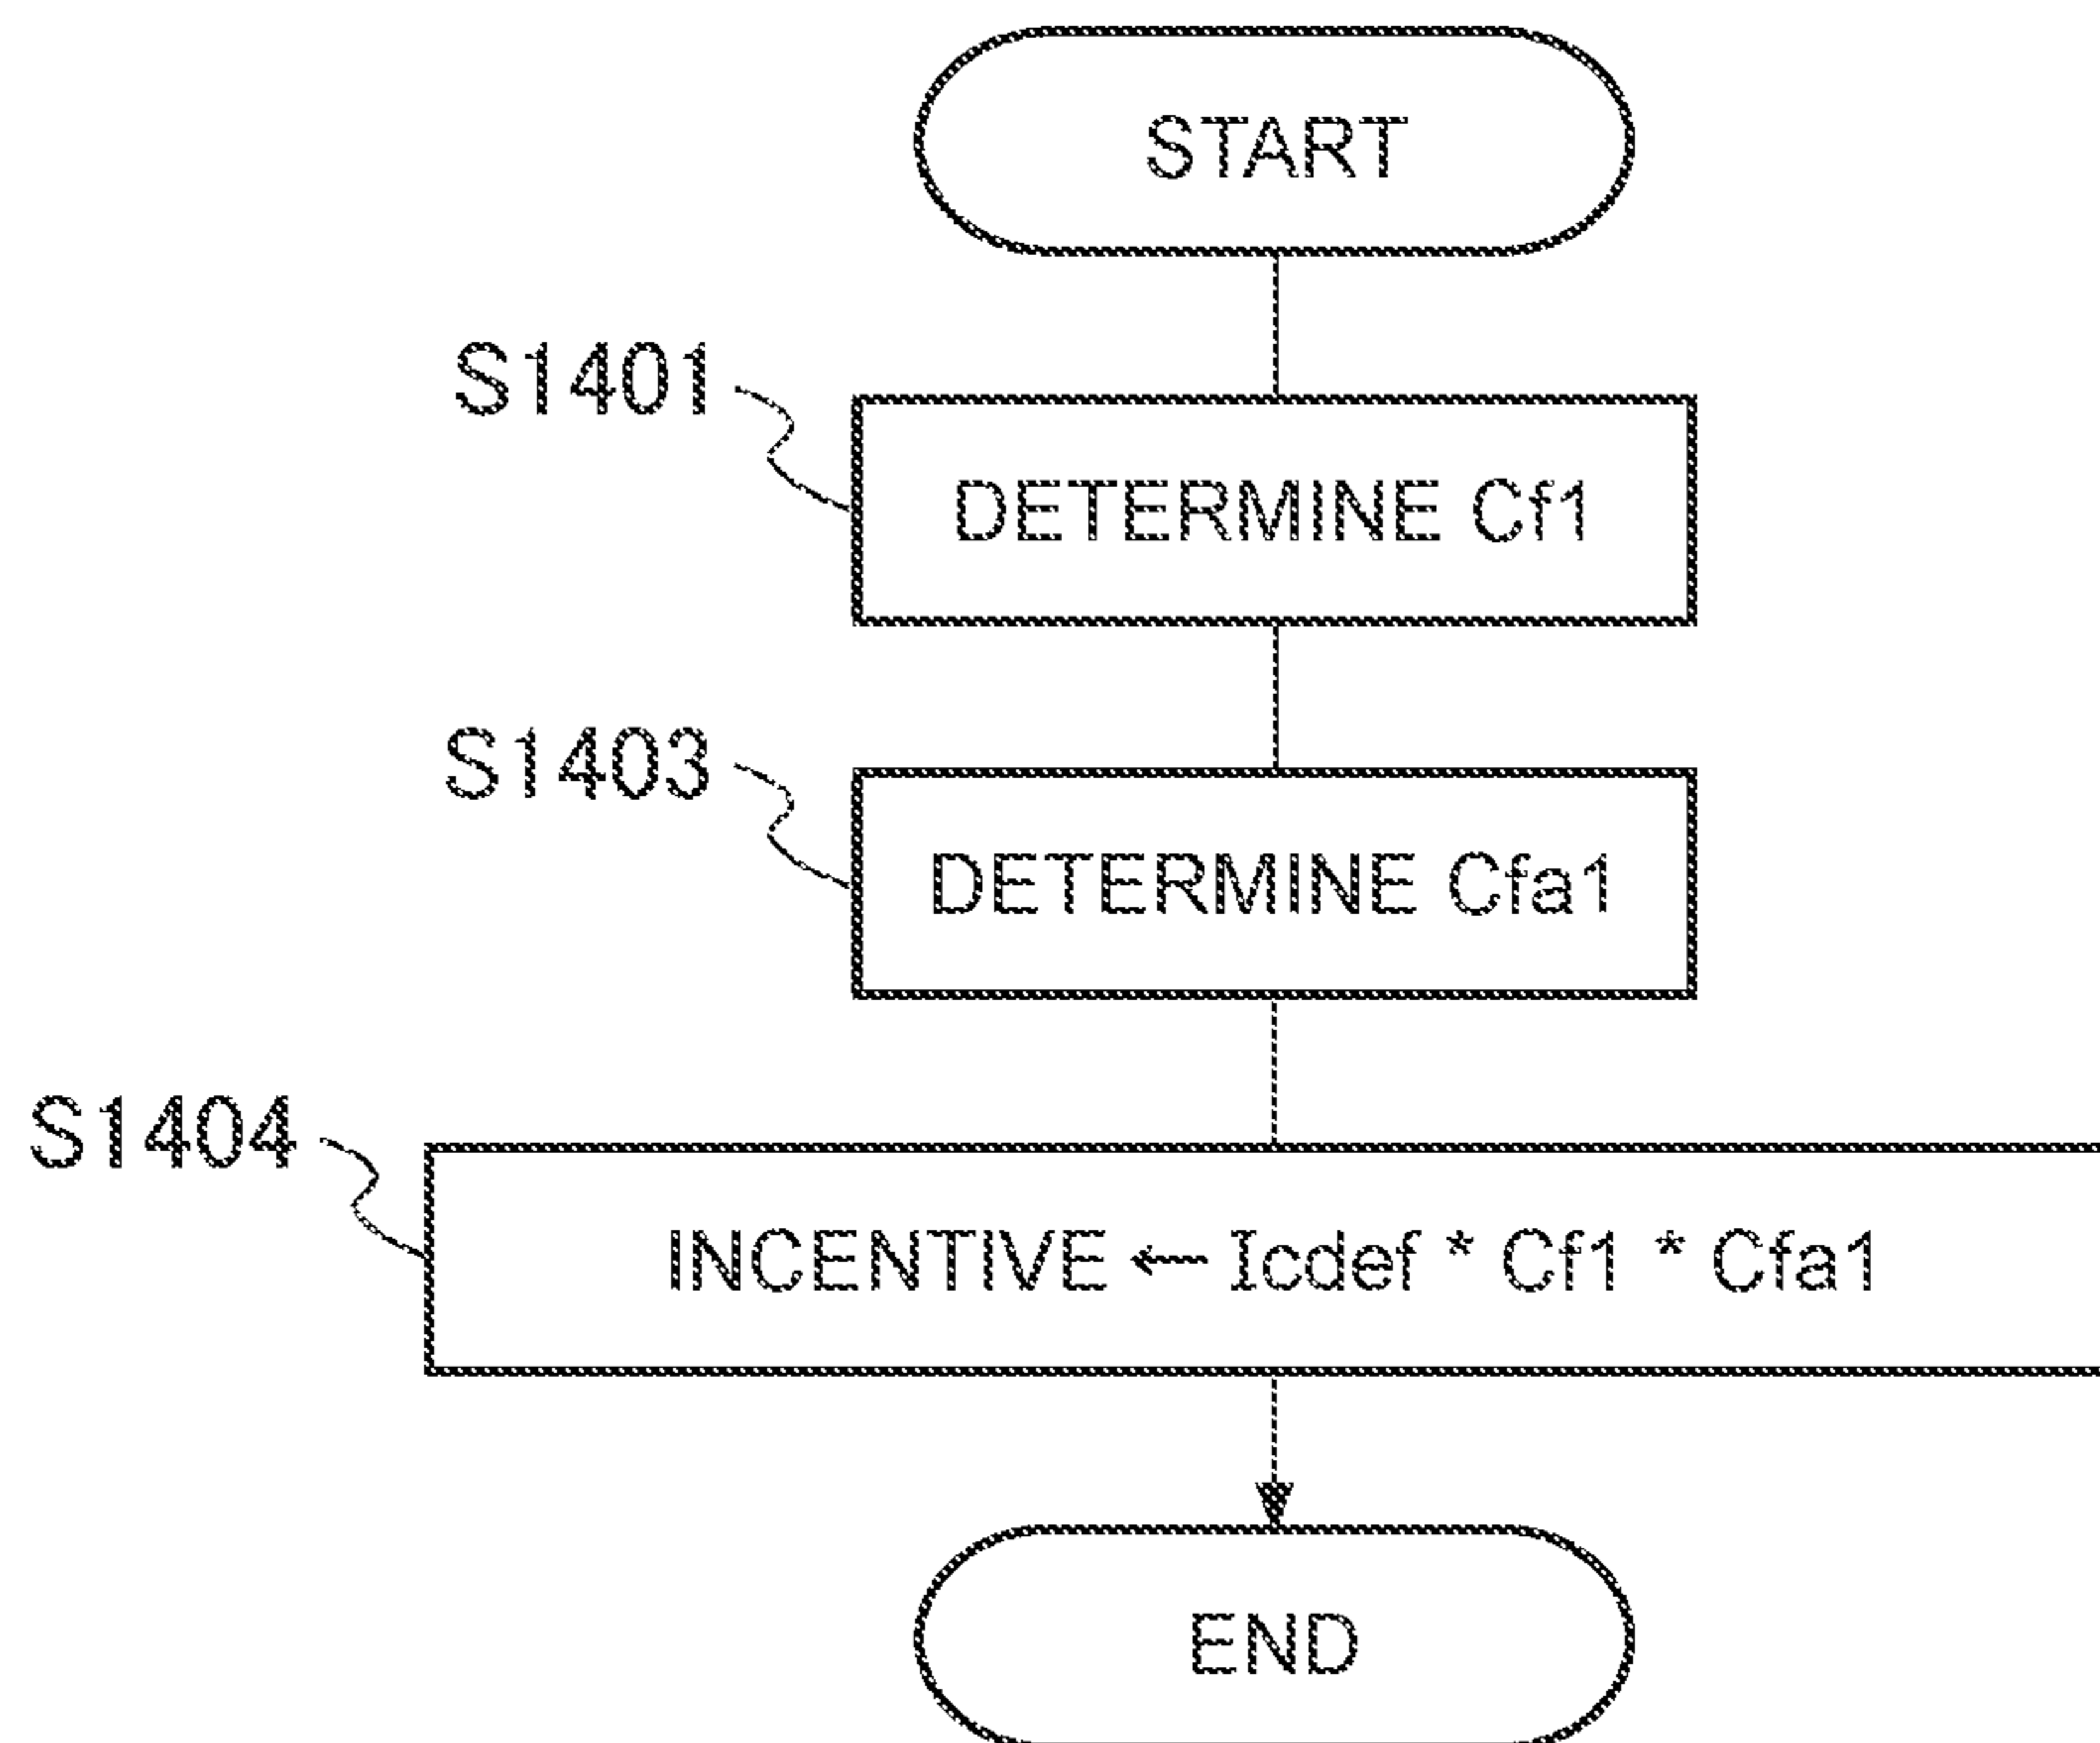 START
S1401
DETERMINE Cf1
S1403
DETERMINE Cfa1
S1404
INCENTIVE ← Icdef * Cf1 * Cfa1
END